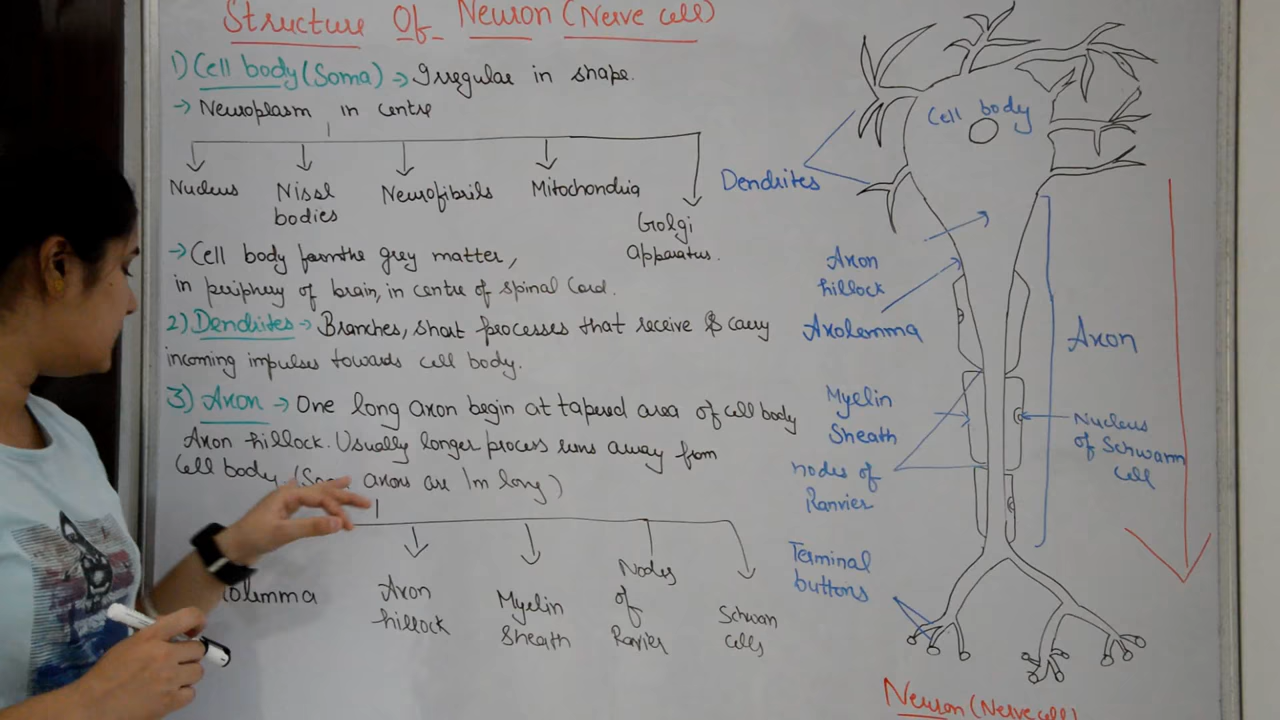 Structure Of Neuron (Nerve cell)
1) Cell body (Soma) → Irregular in shape.
→ Neuroplasm in centre
Nucleus
Nissl
bodies
Neurofibrils
Mitochondria
Golgi
apparatus.
→ Cell body form the grey matter,
in periphery of brain, in centre of spinal Cord.
2) Dendrites → Branches, short processes that receive & carry
incoming impulses towards cell body.
3) Axon → One long axon begin at tapered area of cell body
Axon hillock. Usually longer process runs away from
Cell body (Some axons are 1m long)
Axon
hillock
Myelin
Sheath
Nodes
of
Ranvier
Schwan
cells
Cell body
Dendrites
Axon
hillock
Axolemma
Axon
Myelin
Sheath
Nucleus
of Schwann
cell
nodes of
Ranvier
Terminal
buttons
Neuron (Nerve cell)